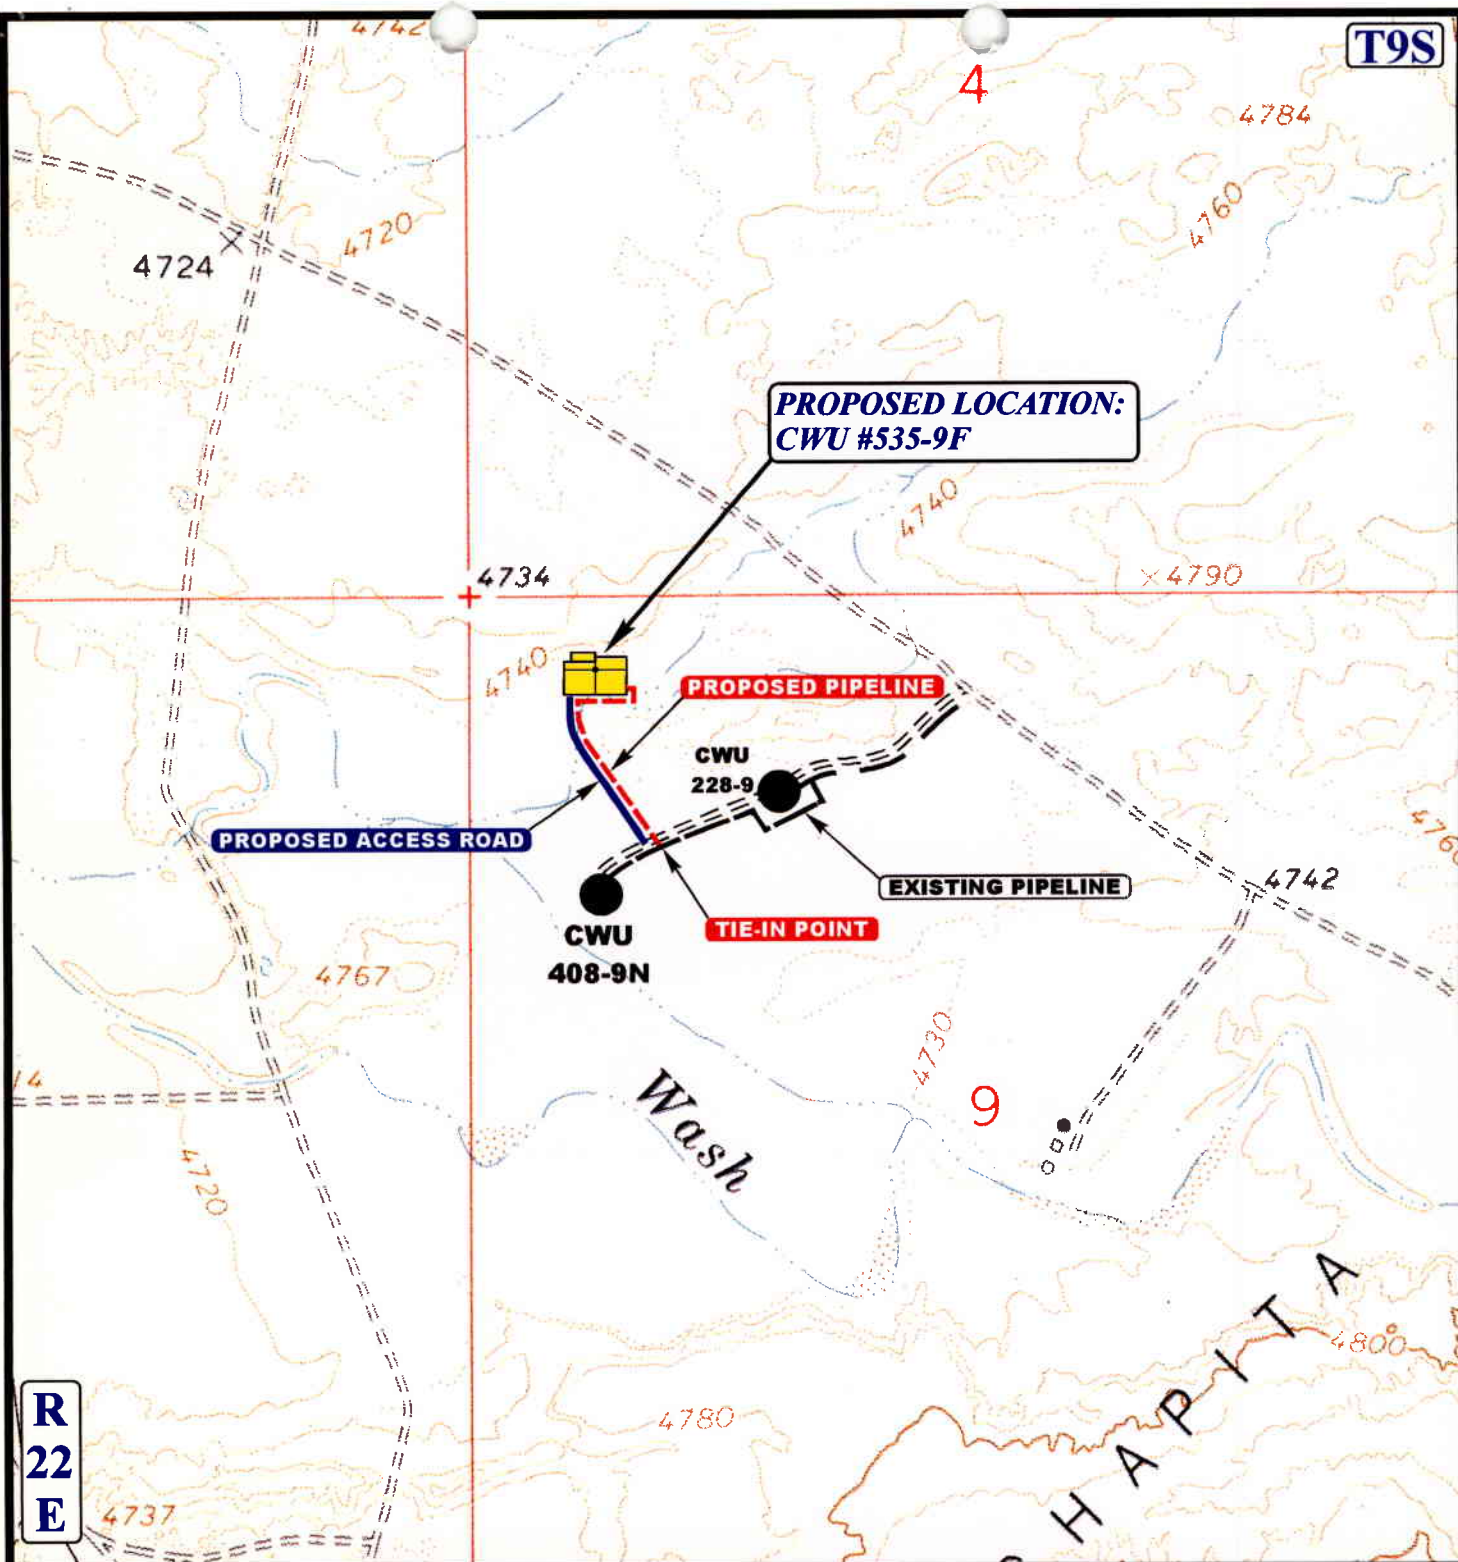 4742
T9S
4
4784
4760
4720
4724
PROPOSED LOCATION:
CWU #535-9F
4740
4734
4790
4740
PROPOSED PIPELINE
CWU
228-9
PROPOSED ACCESS ROAD
EXISTING PIPELINE
4742
TIE-IN POINT
CWU
408-9N
4767
4730
Wash
9
4720
HAPITA
4800
4780
R
22
E
4737